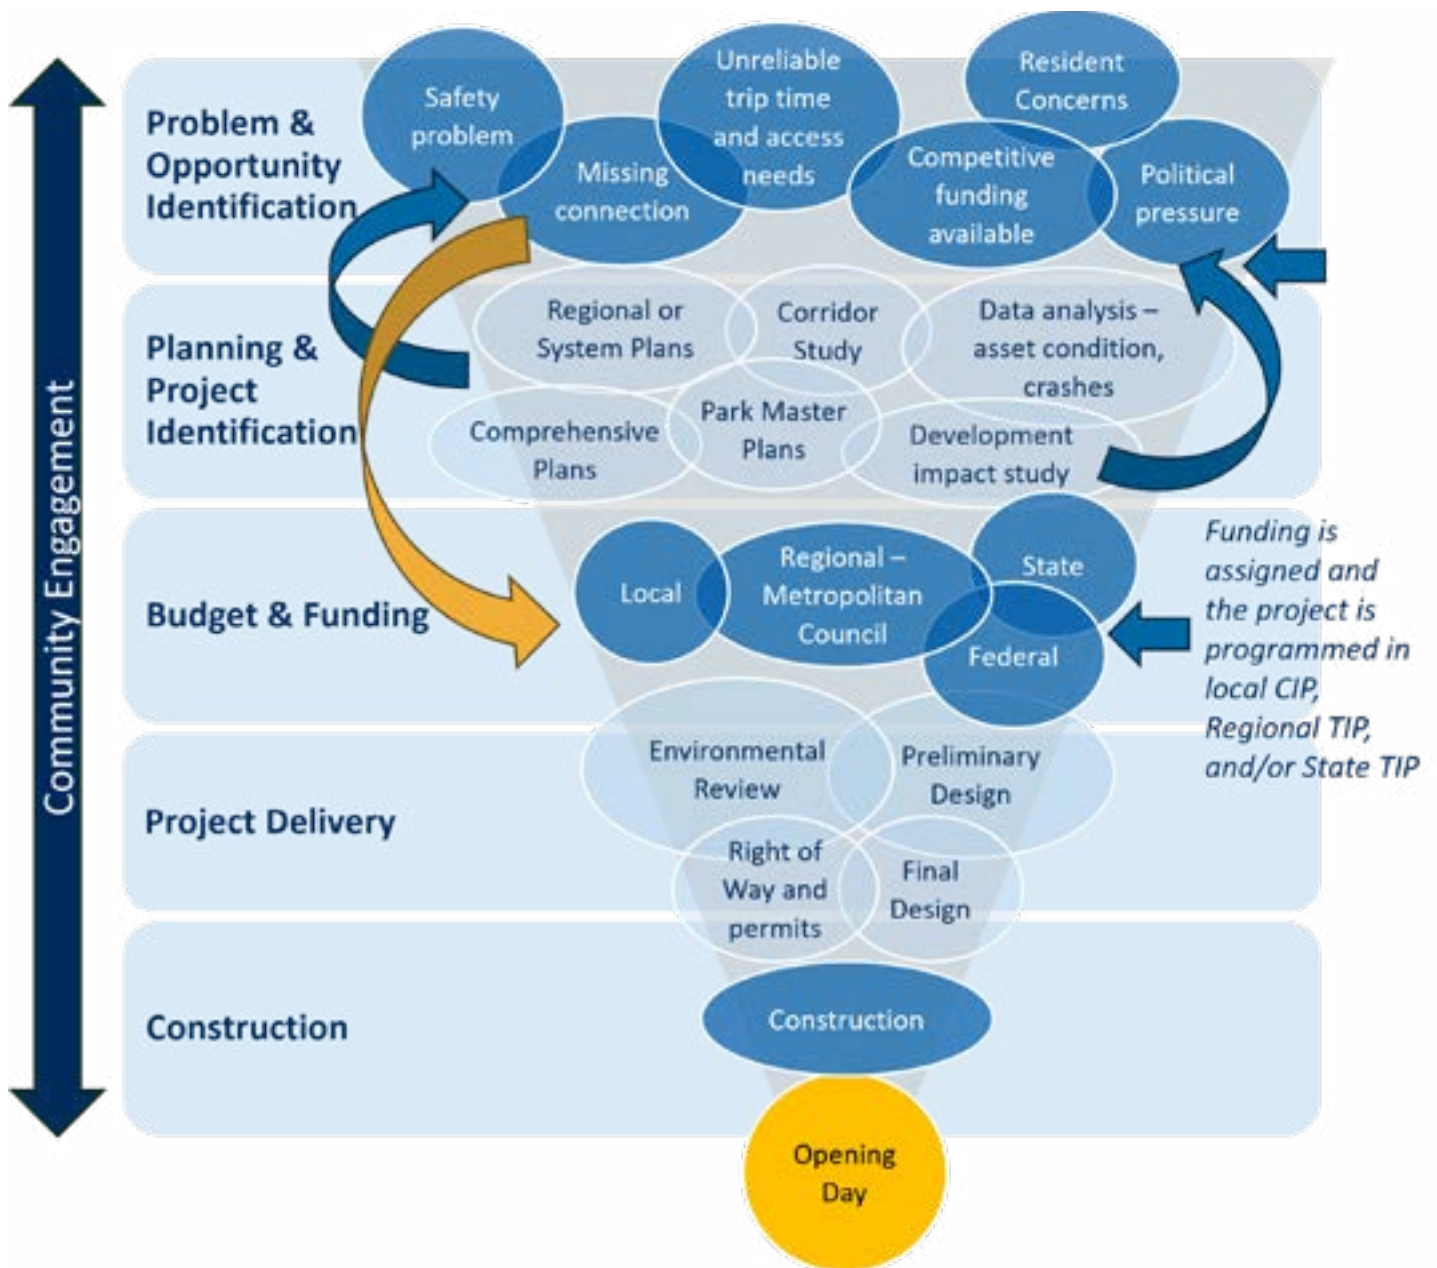 Community Engagement
Problem &
Opportunity
Identification
Safety
problem
Missing
connection
Unreliable
trip time
and access
needs
Resident
Concerns
Competitive
funding
available
Political
pressure
Planning &
Project
Identification
Regional or
System Plans
Corridor
Study
Data analysis –
asset condition,
crashes
Comprehensive
Plans
Park Master
Plans
Development
impact study
Budget & Funding
Local
Regional –
Metropolitan
Council
State
Federal
Funding is
assigned and
the project is
programmed in
local CIP,
Regional TIP,
and/or State TIP
Project Delivery
Environmental
Review
Preliminary
Design
Right of
Way and
permits
Final
Design
Construction
Construction
Opening
Day